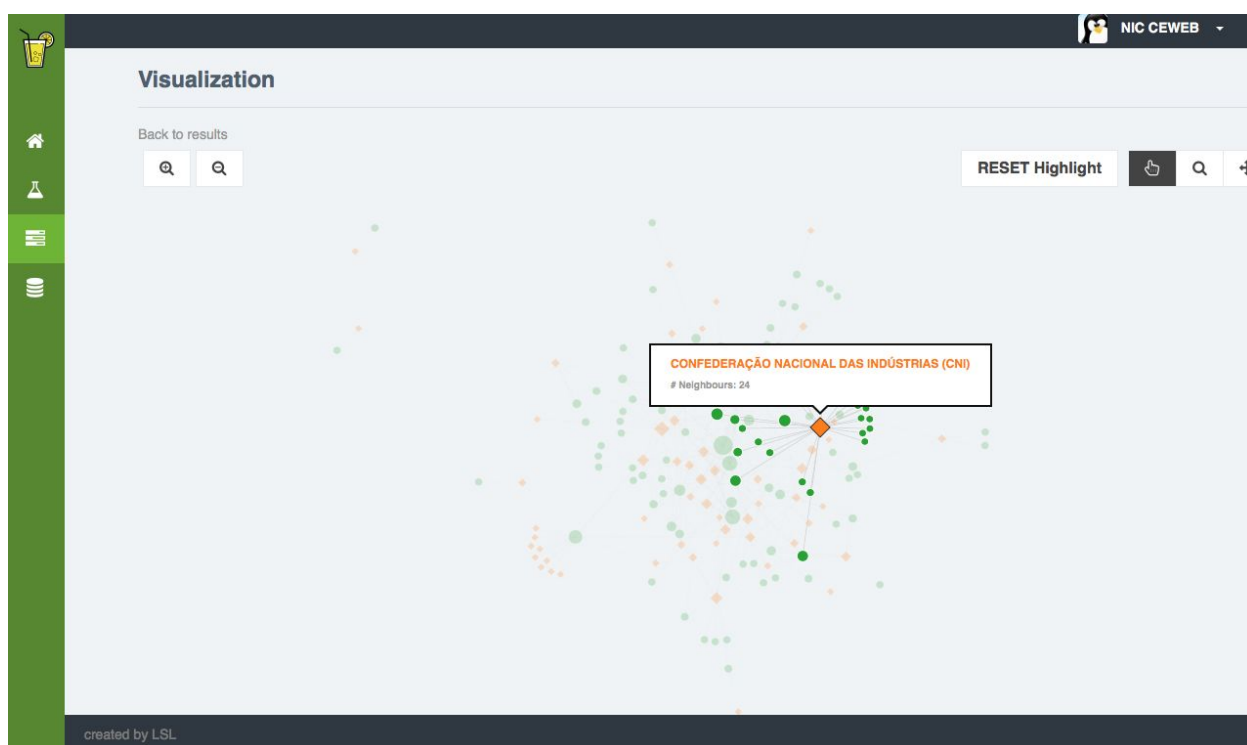 NIC CEWEB
Visualization
Back to results
RESET Highlight
CONFEDERAÇÃO NACIONAL DAS INDÚSTRIAS (CNI)
# Neighbours: 24
created by LSL